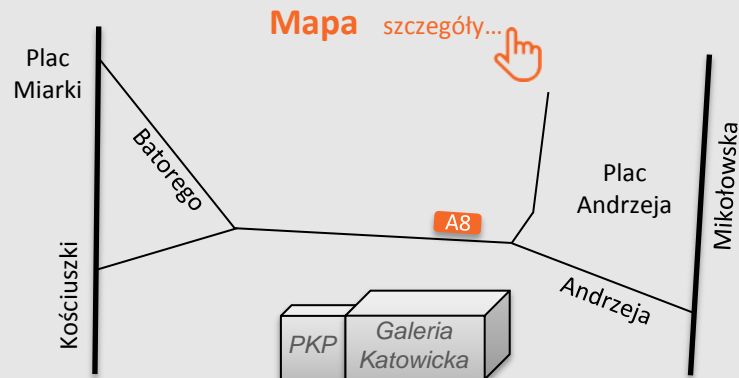 Mapa szczegóły...
Plac
Miarki
Batorego
Kościuszki
A8
Plac
Andrzeja
Mikołowska
Andrzeja
PKP
Galeria
Katowicka